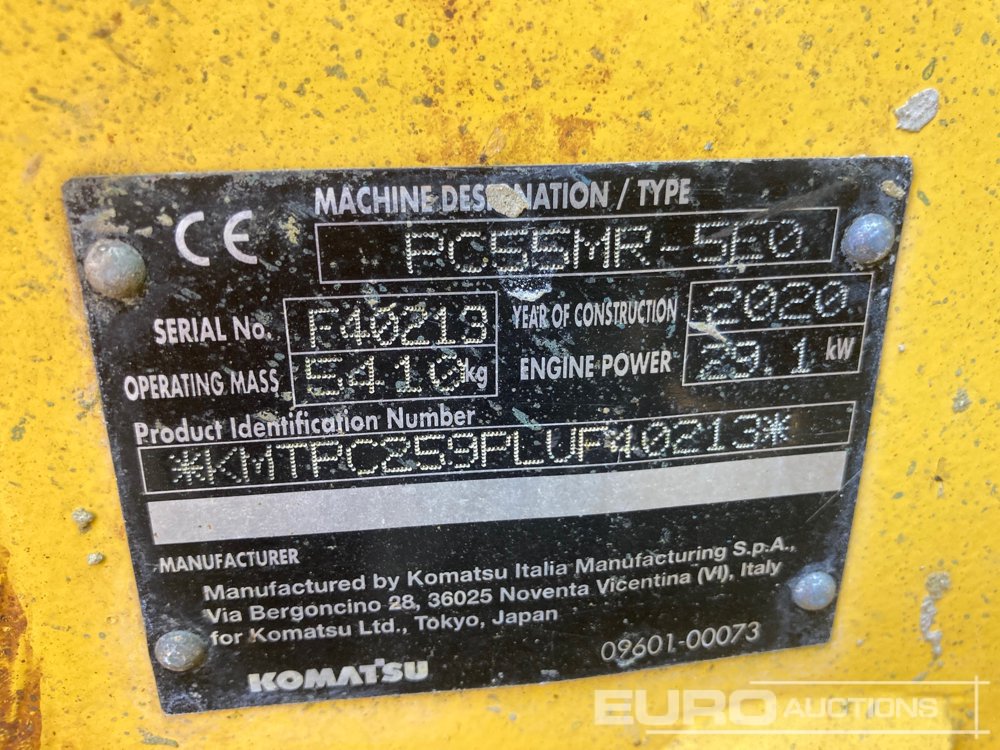 CE
MACHINE DESIGNATION / TYPE
PC55MR-5E0
SERIAL No. F40213
YEAR OF CONSTRUCTION 2020
OPERATING MASS 5410 kg
ENGINE POWER 29.1 kW
Product Identification Number
*KMTPC259PLVF40213*
MANUFACTURER
Manufactured by Komatsu Italia Manufacturing S.p.A.,
Via Bergoncino 28, 36025 Noventa Vicentina (VI), Italy
for Komatsu Ltd., Tokyo, Japan
09601-00073
KOMATSU
EURO AUCTIONS